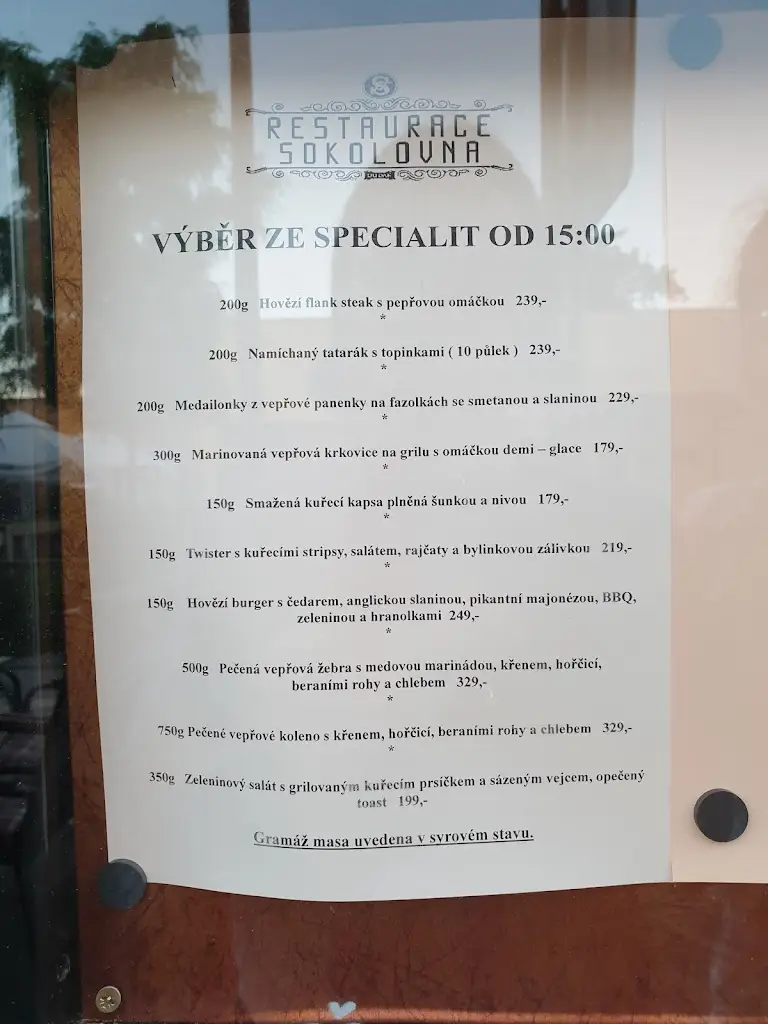 RESTAURACE
SOKOLOVNA
VÝBĚR ZE SPECIALIT OD 15:00
200g Hovězí flank steak s pepřovou omáčkou 239,-
*
200g Namíchaný tatarák s topinkami ( 10 půlek ) 239,-
*
200g Medailonky z vepřové panenky na fazolkách se smetanou a slaninou 229,-
*
300g Marinovaná vepřová krkovice na grilu s omáčkou demi – glace 179,-
*
150g Smažená kuřecí kapsa plněná šunkou a nivou 179,-
*
150g Twister s kuřecími stripsy, salátem, rajčaty a bylinkovou zálivkou 219,-
*
150g Hovězí burger s čedarem, anglickou slaninou, pikantní majonézou, BBQ,
zeleninou a hranolkami 249,-
*
500g Pečená vepřová žebra s medovou marinádou, křenem, hořčicí,
beraními rohy a chlebem 329,-
*
750g Pečené vepřové koleno s křenem, hořčicí, beraními rohy a chlebem 329,-
*
350g Zeleninový salát s grilovaným kuřecím prsíčkem a sázeným vejcem, opečený
toast 199,-
Gramáž masa uvedena v syrovém stavu.